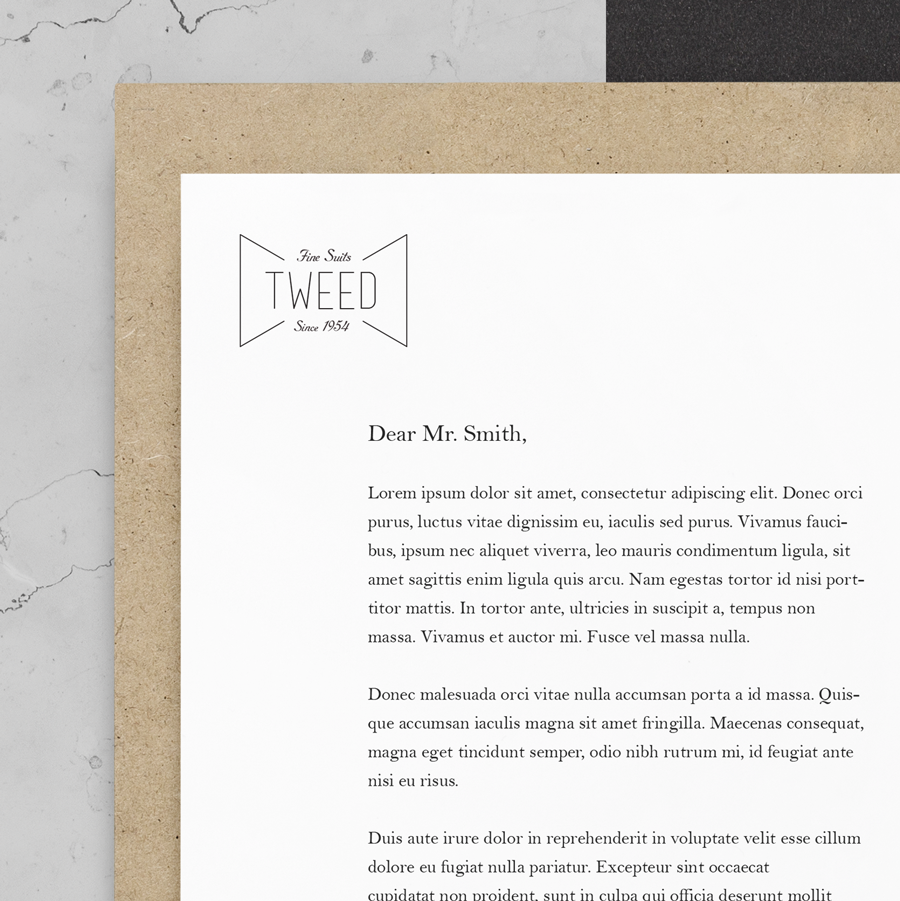 Fine Suits
TWEED
Since 1954
Dear Mr. Smith,
Lorem ipsum dolor sit amet, consectetur adipiscing elit. Donec orci
purus, luctus vitae dignissim eu, iaculis sed purus. Vivamus fauci-
bus, ipsum nec aliquet viverra, leo mauris condimentum ligula, sit
amet sagittis enim ligula quis arcu. Nam egestas tortor id nisi port-
titor mattis. In tortor ante, ultricies in suscipit a, tempus non
massa. Vivamus et auctor mi. Fusce vel massa nulla.
Donec malesuada orci vitae nulla accumsan porta a id massa. Quis-
que accumsan iaculis magna sit amet fringilla. Maecenas consequat,
magna eget tincidunt semper, odio nibh rutrum mi, id feugiat ante
nisi eu risus.
Duis aute irure dolor in reprehenderit in voluptate velit esse cillum
dolore eu fugiat nulla pariatur. Excepteur sint occaecat
cupidatat non proident, sunt in culpa qui officia deserunt mollit